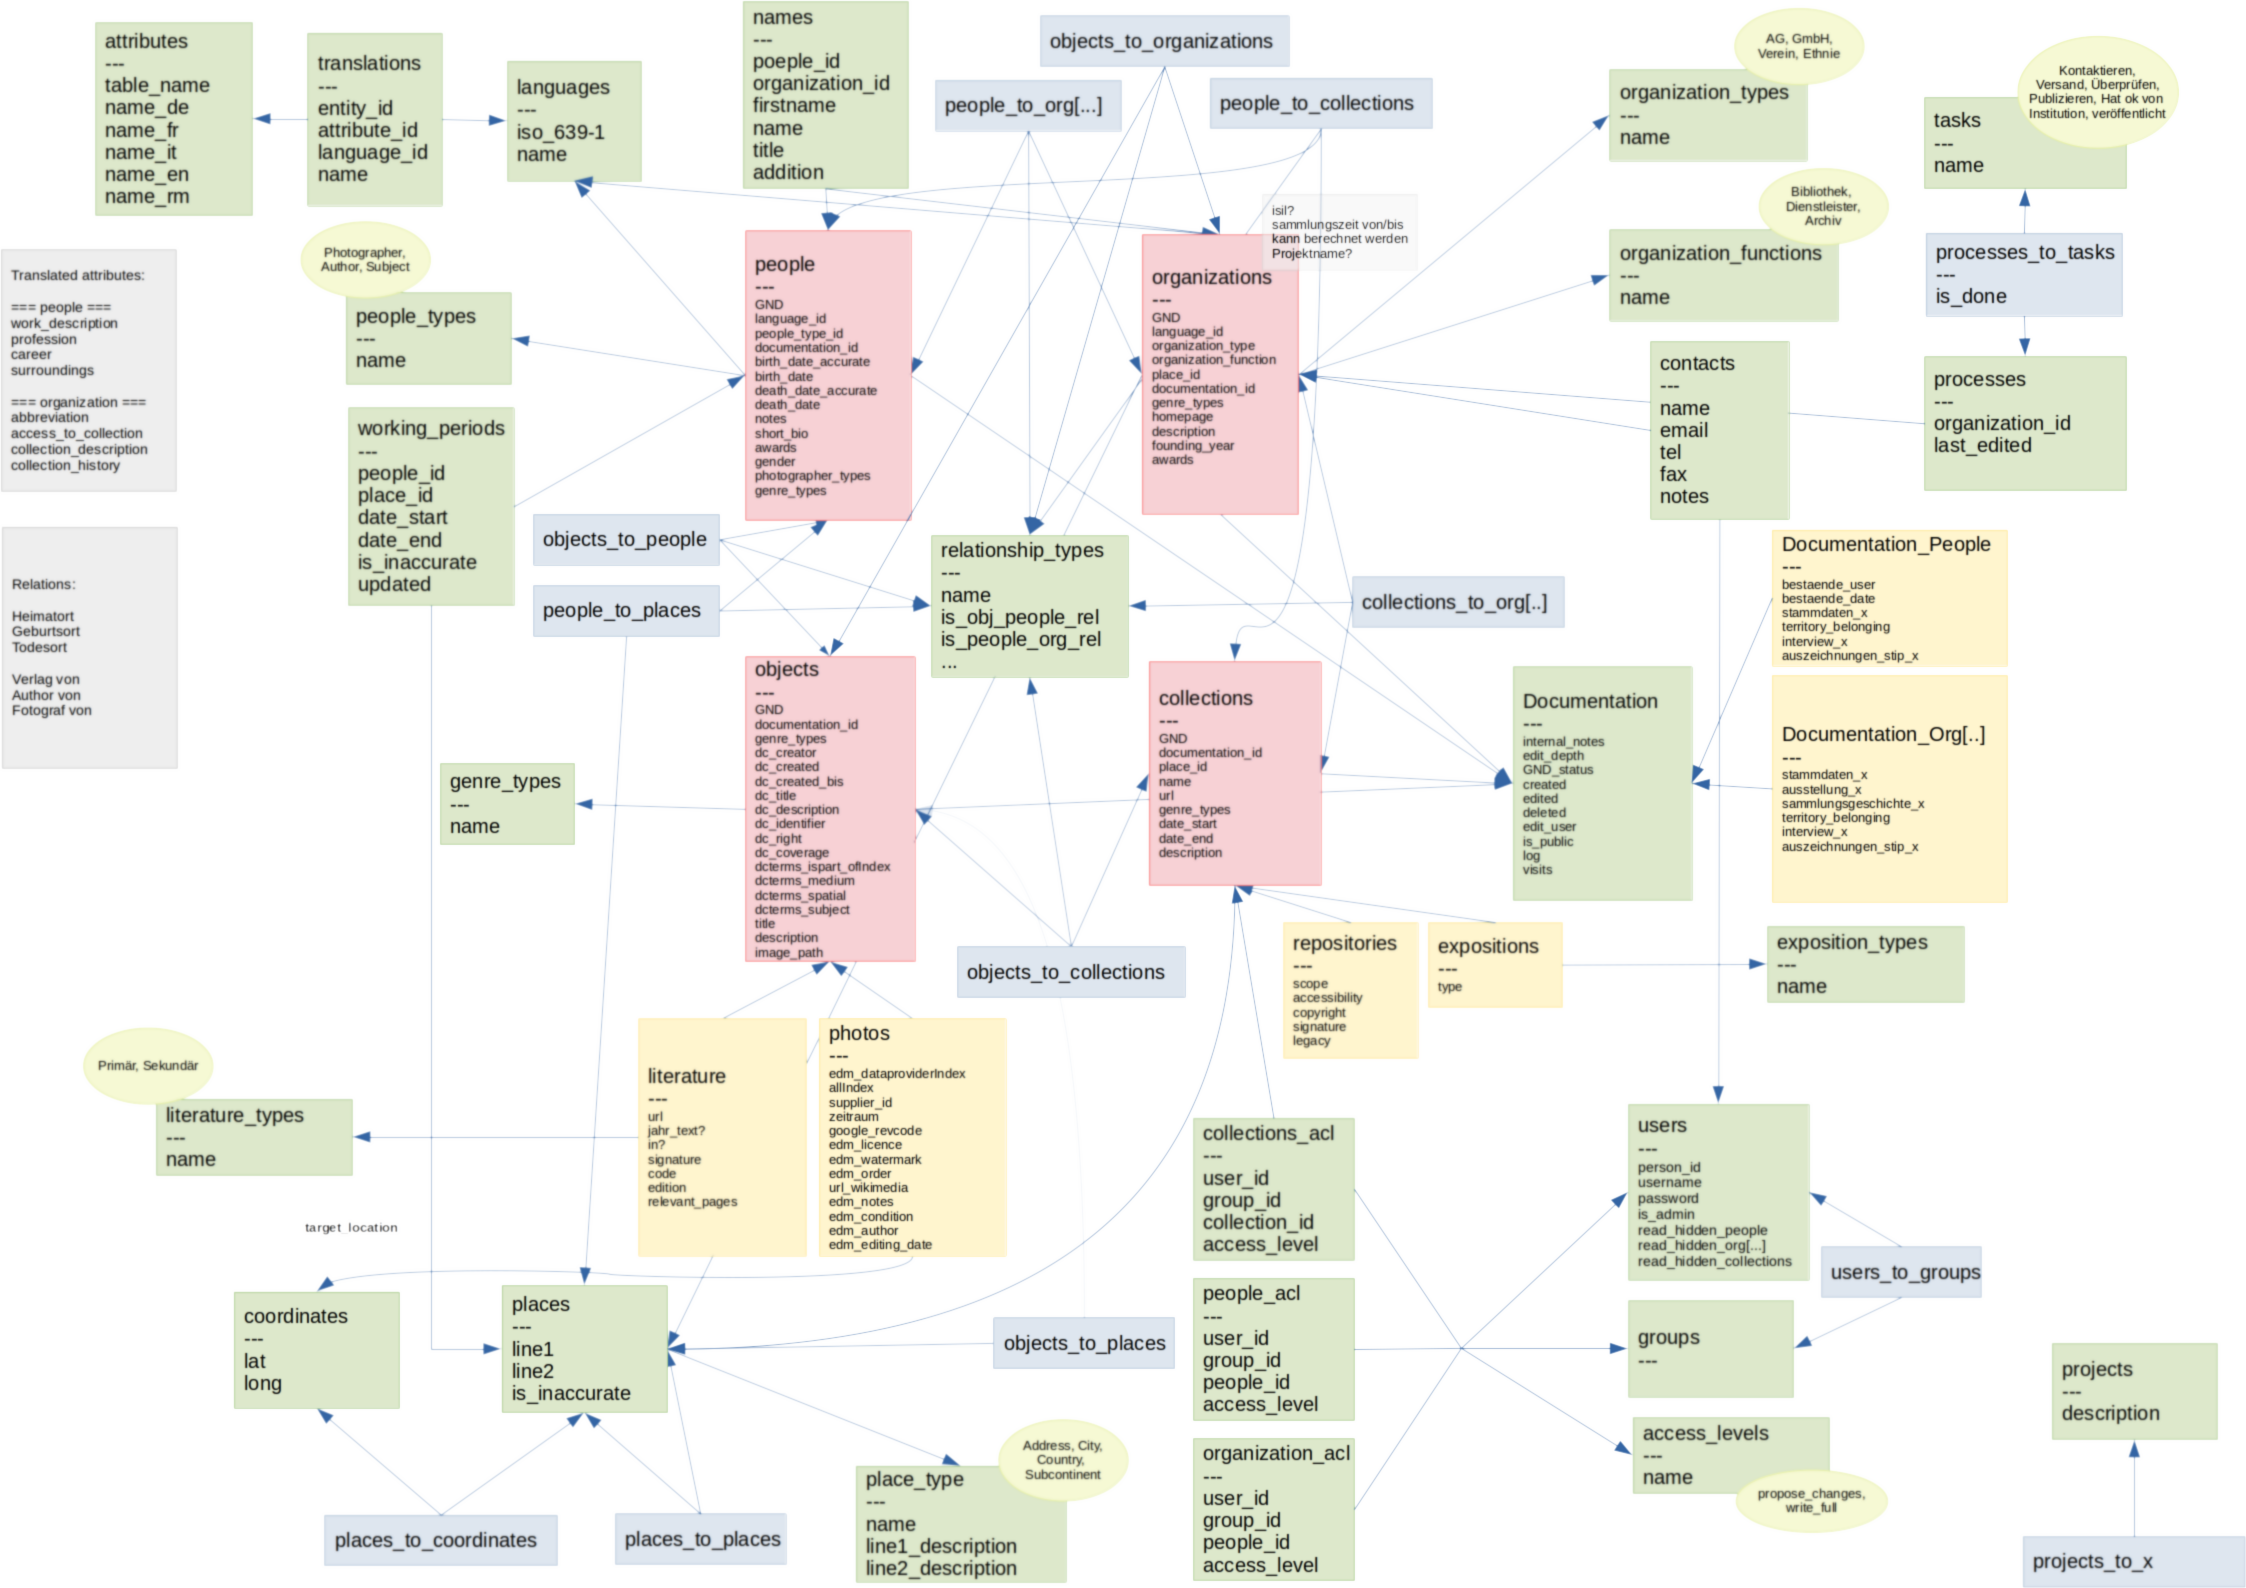 attributes
---
table_name
name_de
name_fr
name_it
name_en
name_rm
translations
---
entity_id
attribute_id
language_id
name
languages
---
iso_639-1
name
names
---
poeple_id
organization_id
firstname
name
title
addition
objects_to_organizations
people_to_org[...]
people_to_collections
AG, GmbH,
Verein, Ethnie
organization_types
---
name
Kontaktieren,
Versand, Überprüfen,
Publizieren, Hat ok von
Institution, veröffentlicht
tasks
---
name
Bibliothek,
Dienstleister,
Archiv
organization_functions
---
name
processes_to_tasks
---
is_done
isil?
sammlungszeit von/bis
kann berechnet werden
Projektname?
Translated attributes:
=== people ===
work_description
profession
career
surroundings
=== organization ===
abbreviation
access_to_collection
collection_description
collection_history
Photographer,
Author, Subject
people_types
---
name
people
---
GND
language_id
people_type_id
documentation_id
birth_date_accurate
birth_date
death_date_accurate
death_date
notes
short_bio
awards
gender
photographer_types
genre_types
organizations
---
GND
language_id
organization_type
organization_function
place_id
documentation_id
genre_types
homepage
description
founding_year
awards
contacts
---
name
email
tel
fax
notes
processes
---
organization_id
last_edited
working_periods
---
people_id
place_id
date_start
date_end
is_inaccurate
updated
Relations:
Heimatort
Geburtsort
Todesort
Verlag von
Author von
Fotograf von
objects_to_people
people_to_places
relationship_types
---
name
is_obj_people_rel
is_people_org_rel
...
collections_to_org[..]
Documentation_People
---
bestaende_user
bestaende_date
stammdaten_x
territory_belonging
interview_x
auszeichnungen_stip_x
objects
---
GND
documentation_id
genre_types
dc_creator
dc_created
dc_created_bis
dc_title
dc_description
dc_identifier
dc_right
dc_coverage
dcterms_ispart_ofIndex
dcterms_medium
dcterms_spatial
dcterms_subject
title
description
image_path
collections
---
GND
documentation_id
place_id
name
url
genre_types
date_start
date_end
description
Documentation
---
internal_notes
edit_depth
GND_status
created
edited
deleted
edit_user
is_public
log
visits
Documentation_Org[..]
---
stammdaten_x
ausstellung_x
sammlungsgeschichte_x
territory_belonging
interview_x
auszeichnungen_stip_x
genre_types
---
name
objects_to_collections
repositories
---
scope
accessibility
copyright
signature
legacy
expositions
---
type
exposition_types
---
name
Primär, Sekundär
literature_types
---
name
literature
---
url
jahr_text?
in?
signature
code
edition
relevant_pages
photos
---
edm_dataproviderIndex
allIndex
supplier_id
zeitraum
google_revcode
edm_licence
edm_watermark
edm_order
url_wikimedia
edm_notes
edm_condition
edm_author
edm_editing_date
collections_acl
---
user_id
group_id
collection_id
access_level
users
---
person_id
username
password
is_admin
read_hidden_people
read_hidden_org[...]
read_hidden_collections
target_location
users_to_groups
coordinates
---
lat
long
places
---
line1
line2
is_inaccurate
objects_to_places
people_acl
---
user_id
group_id
people_id
access_level
groups
---
projects
---
description
Address, City,
Country,
Subcontinent
place_type
---
name
line1_description
line2_description
organization_acl
---
user_id
group_id
people_id
access_level
access_levels
---
name
propose_changes,
write_full
places_to_coordinates
places_to_places
projects_to_x